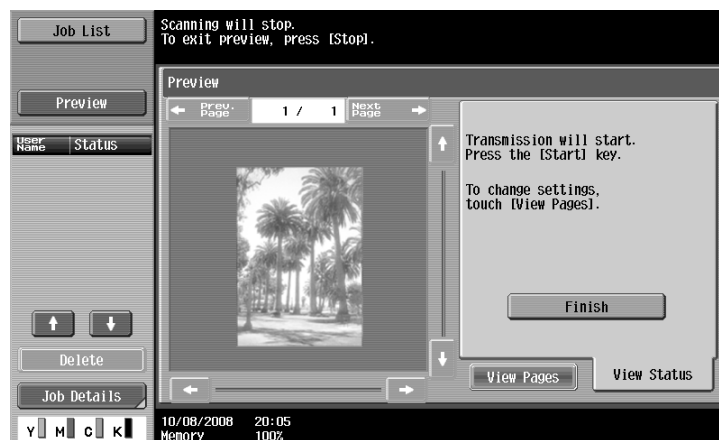 Job List
Scanning will stop.
To exit preview, press [Stop].
Preview
Preview
Prev. Page
1 / 1
Next Page
User Name
Status
Transmission will start.
Press the [Start] key.
To change settings,
touch [View Pages].
Finish
Delete
View Pages
View Status
Job Details
Y M C K
10/08/2008 20:05
Memory 100%